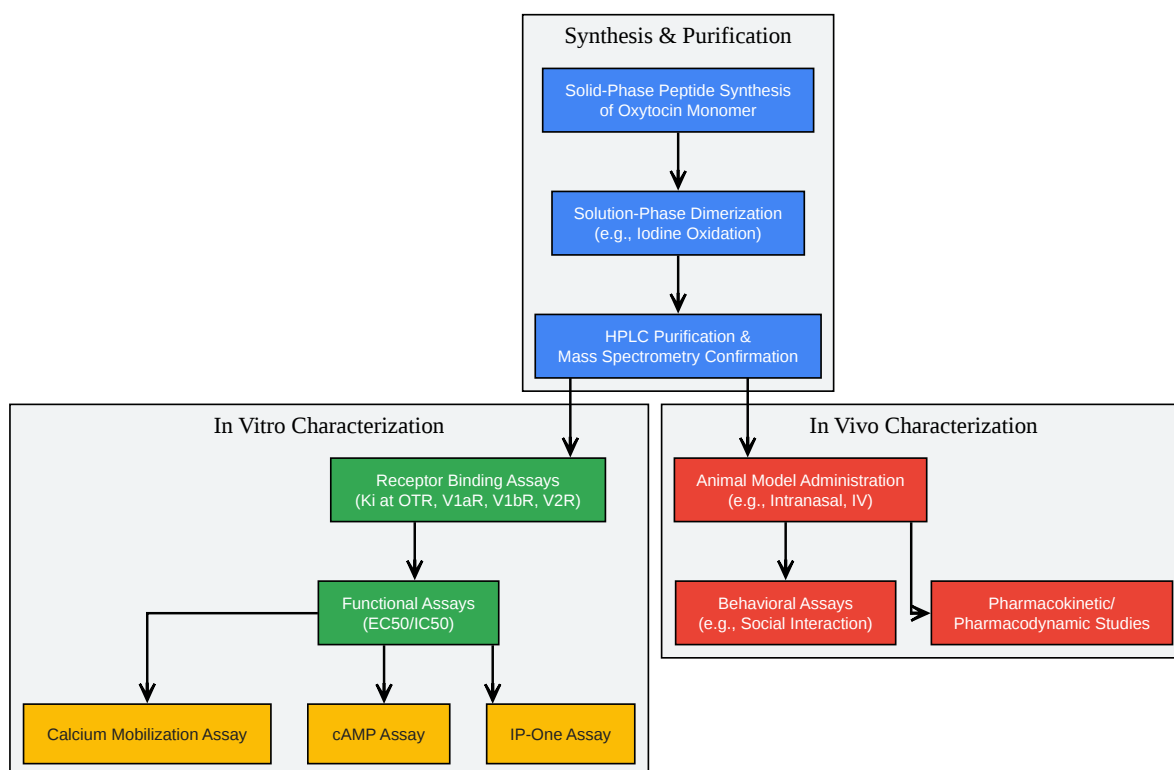 Synthesis & Purification
Solid-Phase Peptide Synthesis
of Oxytocin Monomer
Solution-Phase Dimerization
(e.g., Iodine Oxidation)
HPLC Purification &
Mass Spectrometry Confirmation
In Vitro Characterization
Receptor Binding Assays
(Ki at OTR, V1aR, V1bR, V2R)
Functional Assays
(EC50/IC50)
Calcium Mobilization Assay
cAMP Assay
IP-One Assay
In Vivo Characterization
Animal Model Administration
(e.g., Intranasal, IV)
Behavioral Assays
(e.g., Social Interaction)
Pharmacokinetic/
Pharmacodynamic Studies